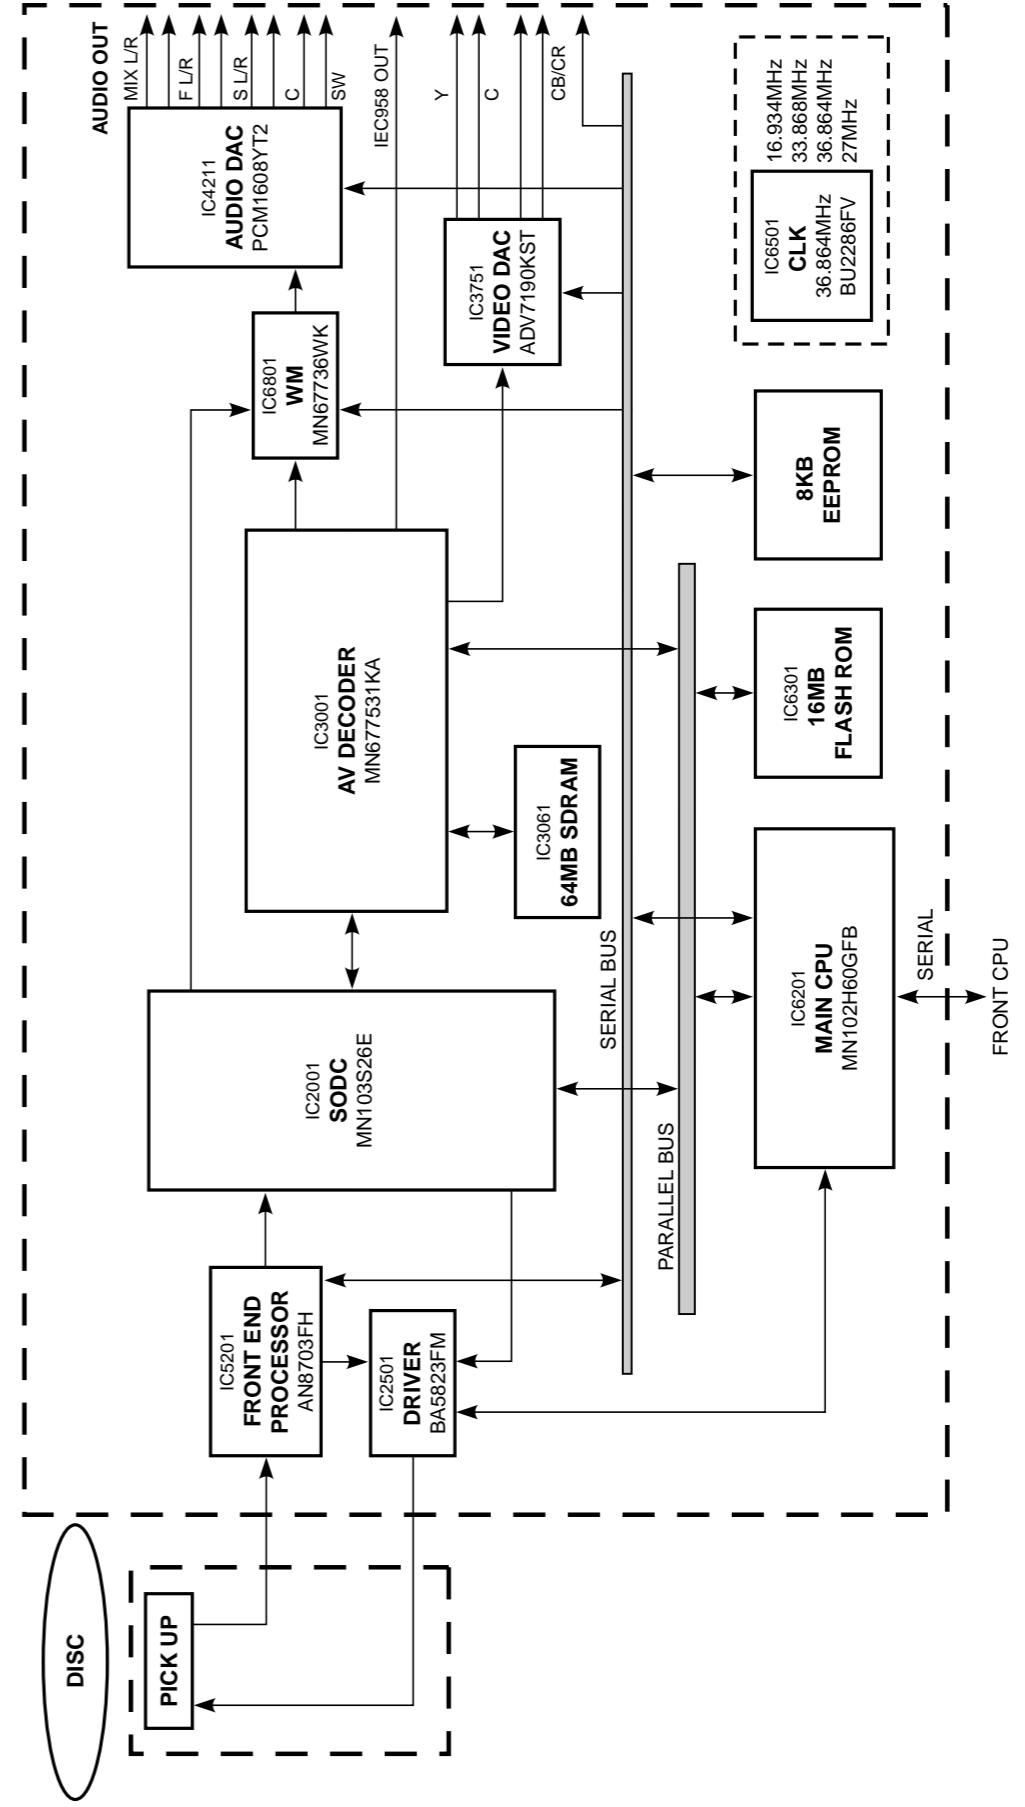 DISC
PICK UP
IC5201
FRONT END
PROCESSOR
AN8703FH
IC2501
DRIVER
BA5823FM
IC2001
SODC
MN103S26E
IC3001
AV DECODER
MN677531KA
IC3061
64MB SDRAM
IC6801
WM
MN67736WK
IC4211
AUDIO DAC
PCM1608YT2
AUDIO OUT
MIX L/R
F L/R
S L/R
C
SW
IEC958 OUT
IC3751
VIDEO DAC
ADV7190KST
Y
C
CB/CR
SERIAL BUS
PARALLEL BUS
IC6201
MAIN CPU
MN102H60GFB
SERIAL
FRONT CPU
IC6301
16MB
FLASH ROM
8KB
EEPROM
IC6501
CLK
36.864MHz
BU2286FV
16.934MHz
33.868MHz
36.864MHz
27MHz